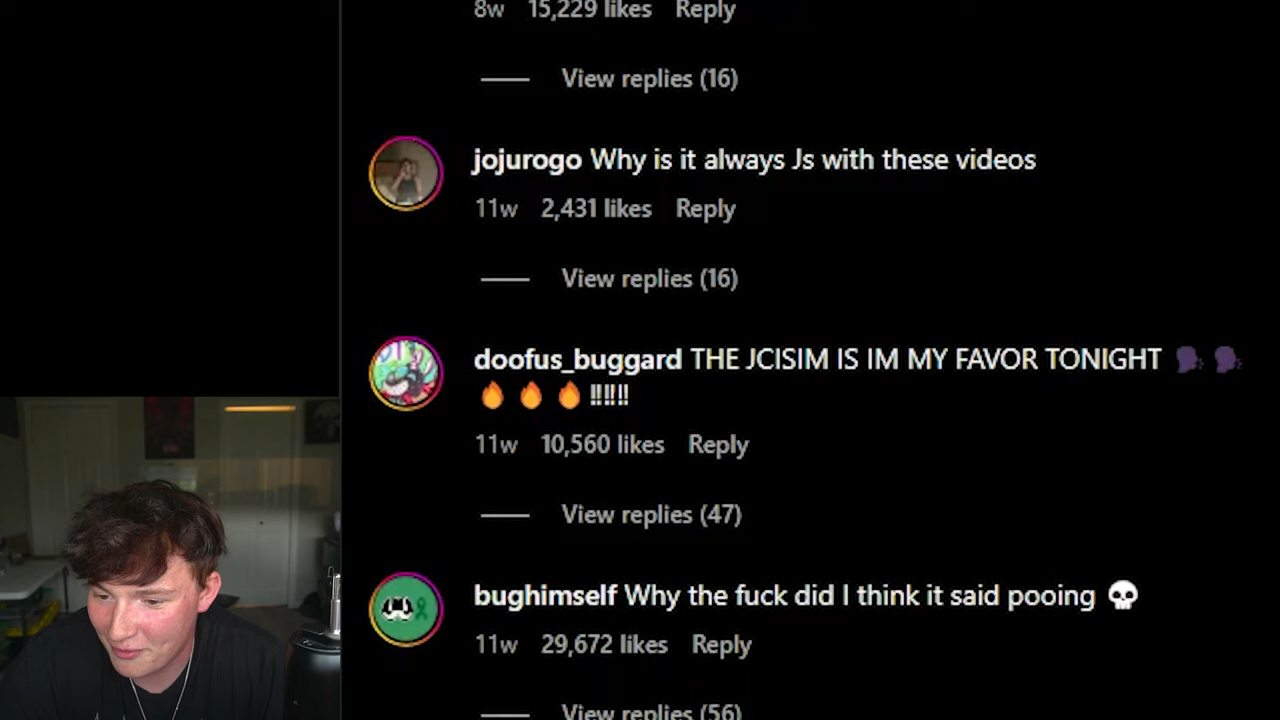 8w 15,229 likes Reply
View replies (16)
jojurogo Why is it always Js with these videos
11w 2,431 likes Reply
View replies (16)
doofus_buggard THE JCISIM IS IM MY FAVOR TONIGHT 🗣🗣
🔥🔥🔥‼‼‼
11w 10,560 likes Reply
View replies (47)
bughimself Why the fuck did I think it said pooing 💀
11w 29,672 likes Reply
View replies (56)